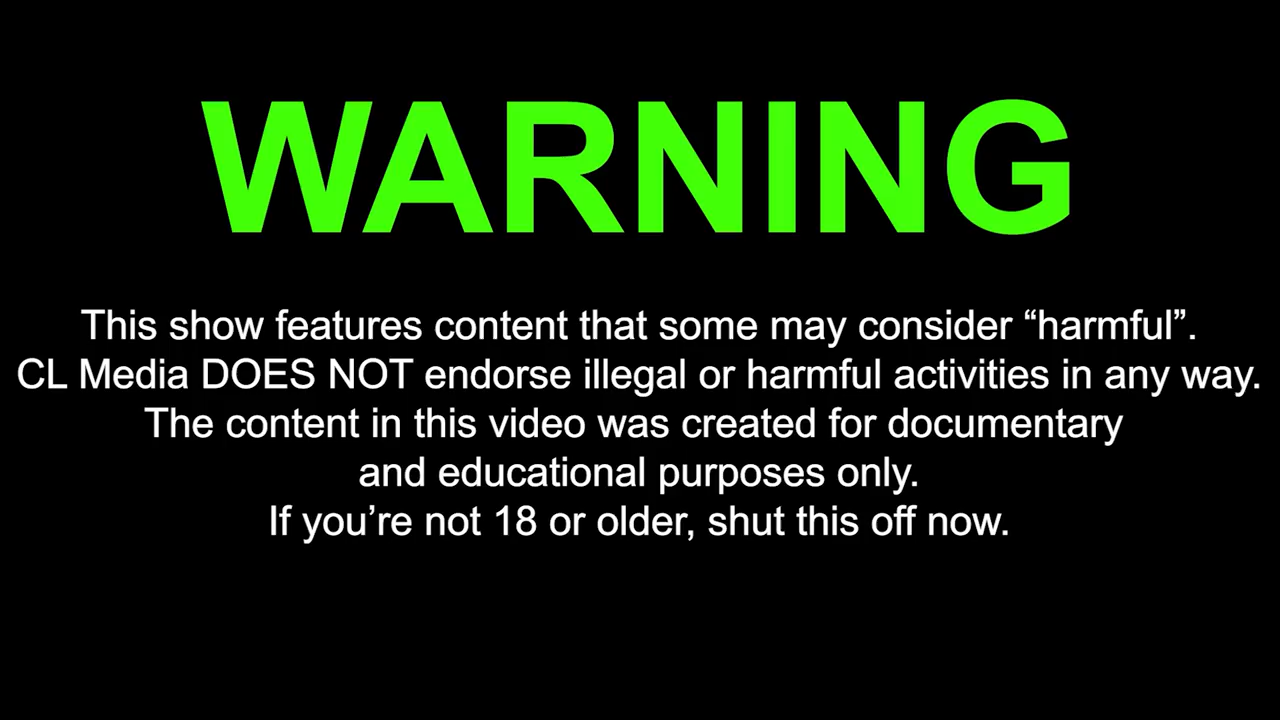 WARNING
This show features content that some may consider “harmful”.
CL Media DOES NOT endorse illegal or harmful activities in any way.
The content in this video was created for documentary
and educational purposes only.
If you’re not 18 or older, shut this off now.